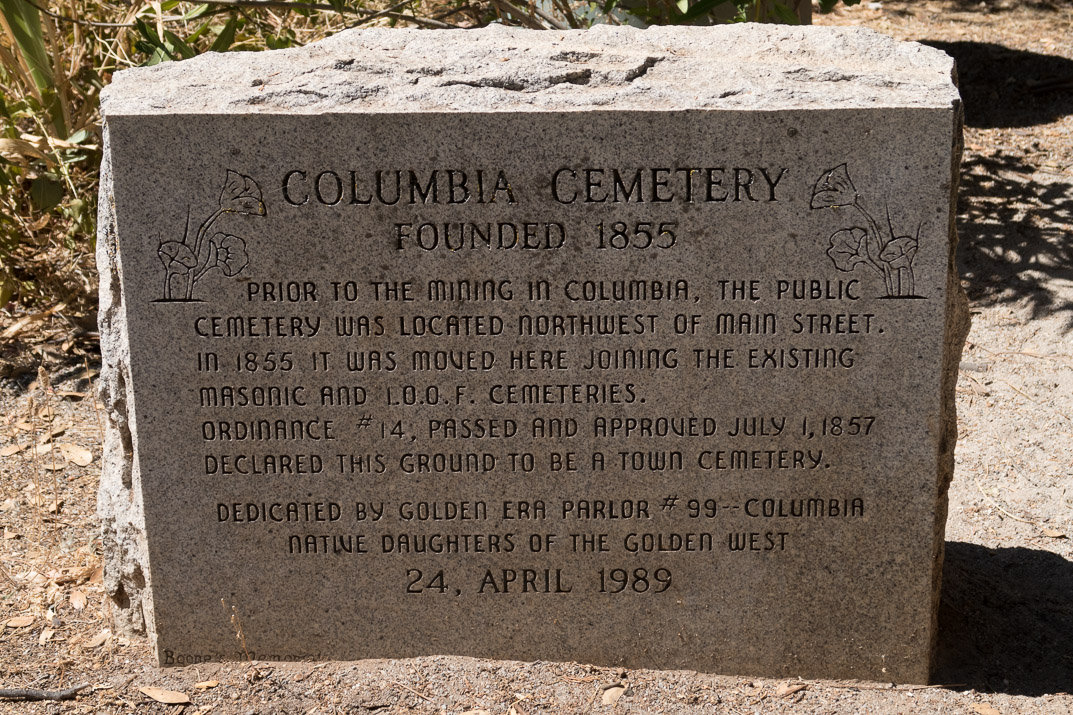 COLUMBIA CEMETERY
FOUNDED 1855
PRIOR TO THE MINING IN COLUMBIA, THE PUBLIC
CEMETERY WAS LOCATED NORTHWEST OF MAIN STREET.
IN 1855 IT WAS MOVED HERE JOINING THE EXISTING
MASONIC AND I.O.O.F. CEMETERIES.
ORDINANCE #14, PASSED AND APPROVED JULY 1, 1857
DECLARED THIS GROUND TO BE A TOWN CEMETERY.
DEDICATED BY GOLDEN ERA PARLOR #99--COLUMBIA
NATIVE DAUGHTERS OF THE GOLDEN WEST
24, APRIL 1989
Boone's